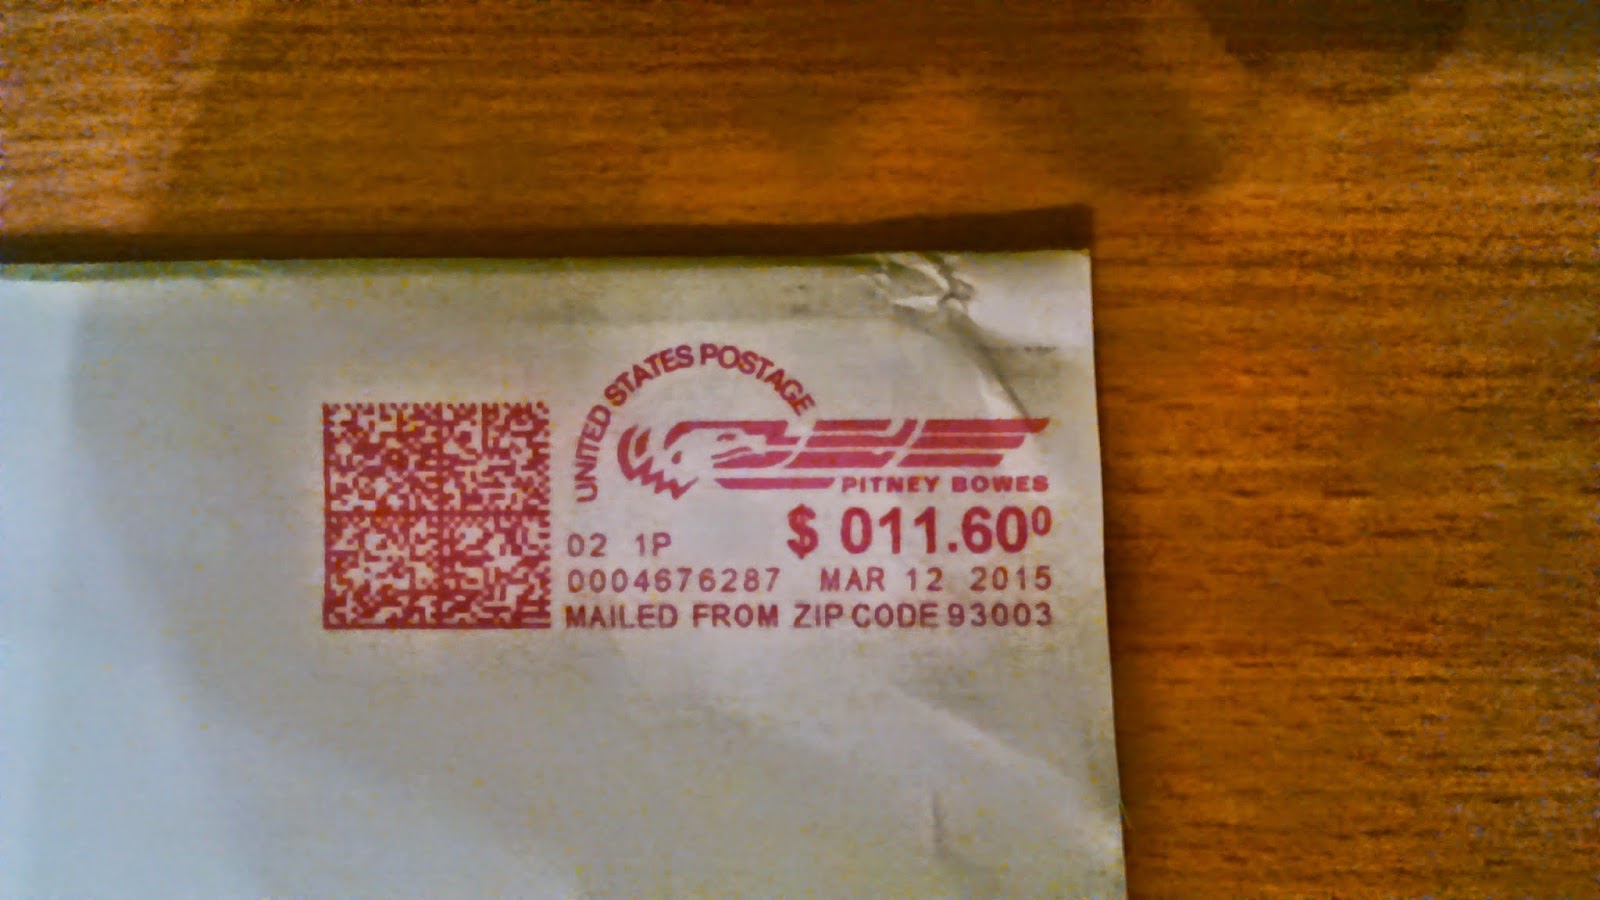 UNITED STATES POSTAGE
PITNEY BOWES
02 1P
$ 011.60⁰
0004676287 MAR 12 2015
MAILED FROM ZIP CODE 93003